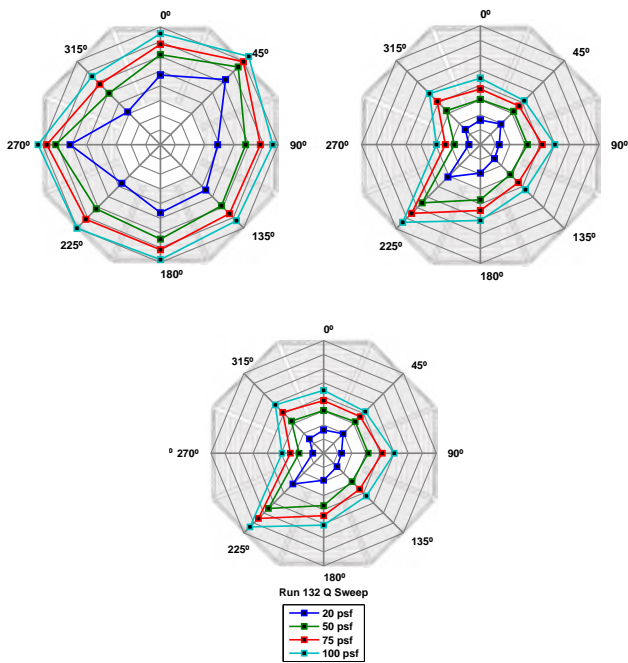 0º
315º
45º
270º
90º
225º
135º
180º
0º
315º
45º
270º
90º
225º
135º
180º
0º
315º
45º
º 270º
90º
225º
135º
180º
Run 132 Q Sweep
20 psf
50 psf
75 psf
100 psf